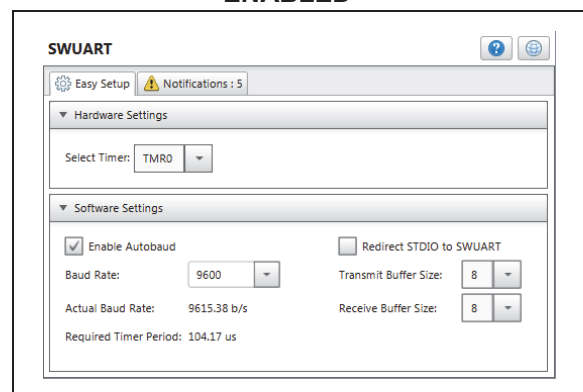 ENABLED
SWUART
Easy Setup
Notifications : 5
Hardware Settings
Select Timer: TMR0
Software Settings
Enable Autobaud
Redirect STDIO to SWUART
Baud Rate: 9600
Transmit Buffer Size: 8
Actual Baud Rate: 9615.38 b/s
Receive Buffer Size: 8
Required Timer Period: 104.17 us